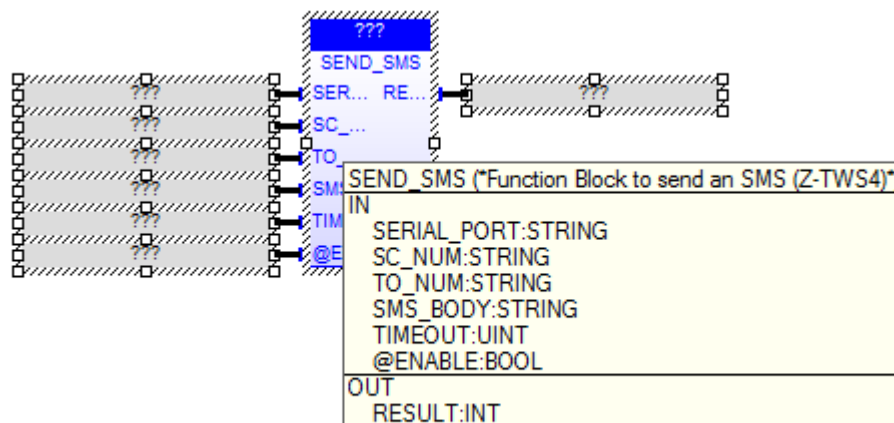 ???
SEND_SMS
??? SER... RE... ???
??? SC_...
??? TO_
??? SMS
??? TIM
??? @E
SEND_SMS (*Function Block to send an SMS (Z-TWS4)*
IN
SERIAL_PORT:STRING
SC_NUM:STRING
TO_NUM:STRING
SMS_BODY:STRING
TIMEOUT:UINT
@ENABLE:BOOL
OUT
RESULT:INT